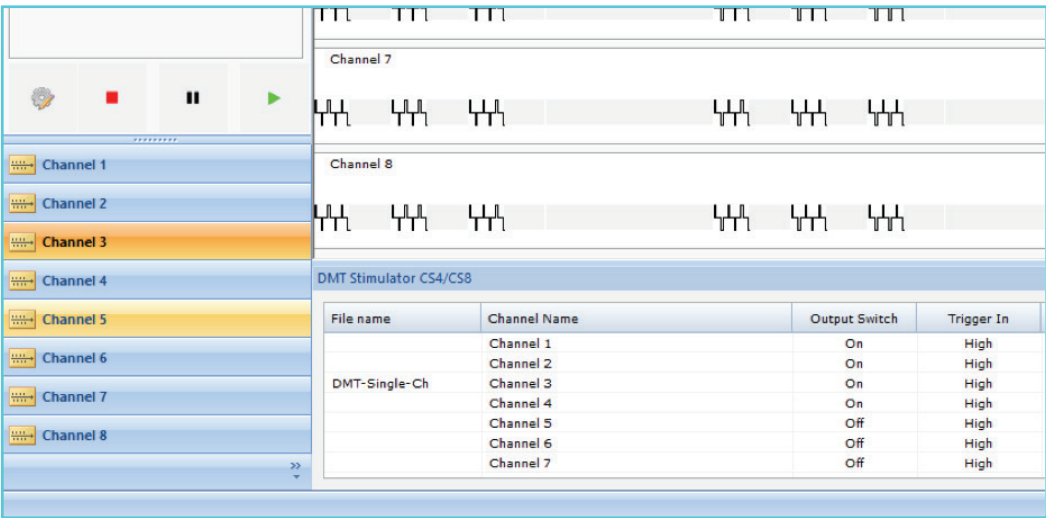 Channel 7
Channel 8
Channel 1
Channel 2
Channel 3
Channel 4
Channel 5
Channel 6
Channel 7
Channel 8
DMT Stimulator CS4/CS8
File name Channel Name Output Switch Trigger In
Channel 1 On High
Channel 2 On High
DMT-Single-Ch Channel 3 On High
Channel 4 On High
Channel 5 Off High
Channel 6 Off High
Channel 7 Off High